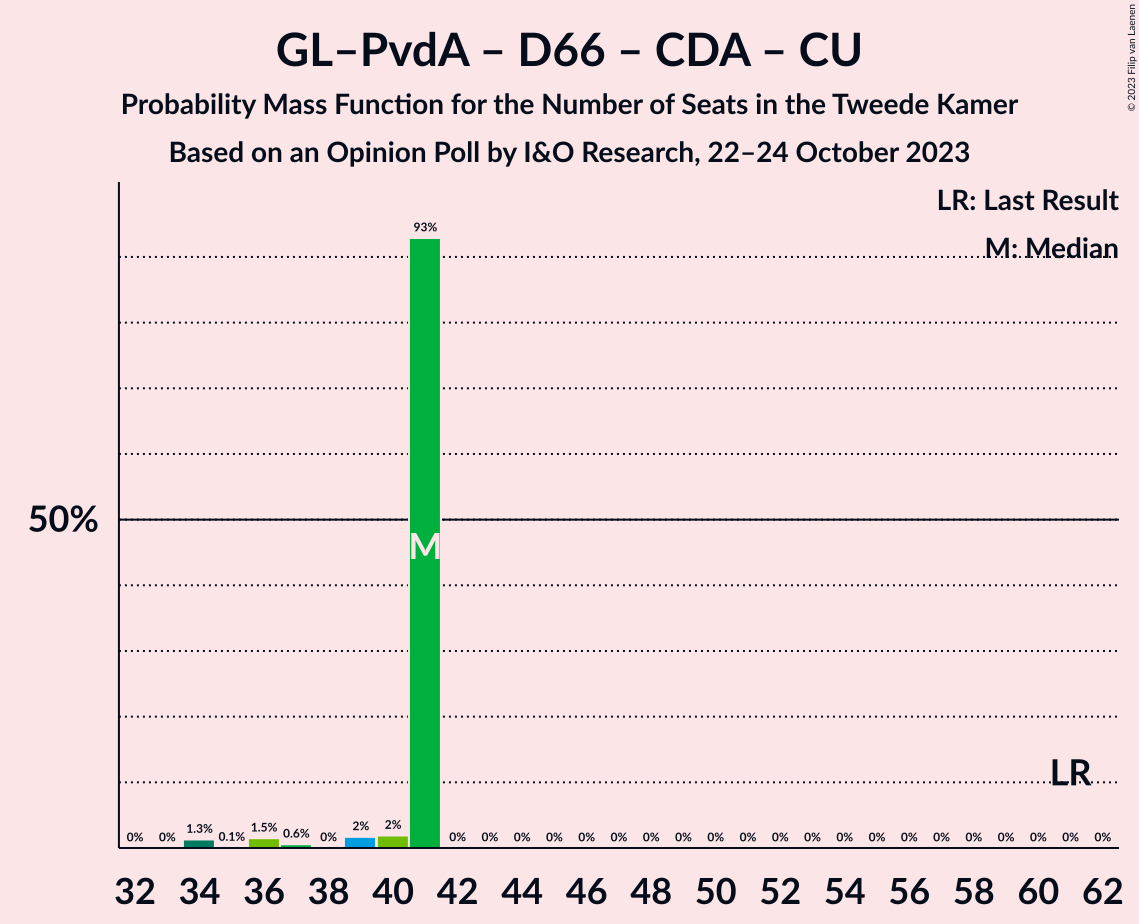 GL–PvdA – D66 – CDA – CU
Probability Mass Function for the Number of Seats in the Tweede Kamer
Based on an Opinion Poll by I&O Research, 22–24 October 2023
© 2023 Filip van Laenen
LR: Last Result
M: Median
93%
50%
M
LR
0% 0% 1.3% 0.1% 1.5% 0.6% 0% 2% 2% 0% 0% 0% 0% 0% 0% 0% 0% 0% 0% 0% 0% 0% 0% 0% 0% 0% 0% 0% 0% 0%
32 34 36 38 40 42 44 46 48 50 52 54 56 58 60 62